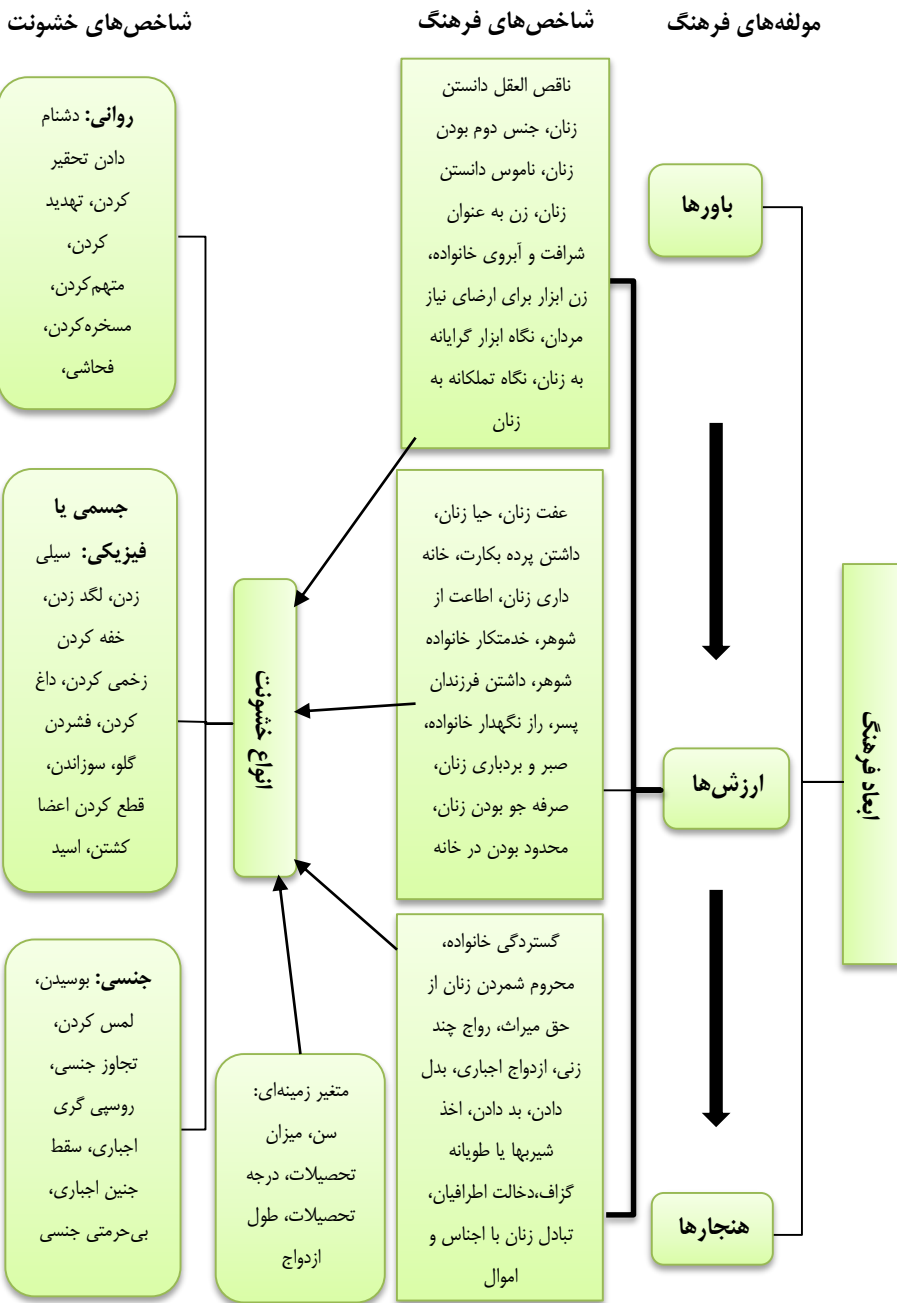 مولفه‌های فرهنگ
شاخص‌های فرهنگ
شاخص‌های خشونت
ابعاد فرهنگ
باورها
ارزش‌ها
هنجارها
ناقص العقل دانستن
زنان، جنس دوم بودن
زنان، ناموس دانستن
زنان، زن به عنوان
شرافت و آبروی خانواده،
زن ابزار برای ارضای نیاز
مردان، نگاه ابزار گرایانه
به زنان، نگاه تملکانه به
زنان
عفت زنان، حیا زنان،
داشتن پرده بکارت، خانه
داری زنان، اطاعت از
شوهر، خدمتکار خانواده
شوهر، داشتن فرزندان
پسر، راز نگهدار خانواده،
صبر و بردباری زنان،
صرفه جو بودن زنان،
محدود بودن در خانه
گستردگی خانواده،
محروم شمردن زنان از
حق میراث، رواج چند
زنی، ازدواج اجباری، بدل
دادن، بد دادن، اخذ
شیربها یا طویانه
گزاف،دخالت اطرافیان،
تبادل زنان با اجناس و
اموال
انواع خشونت
متغیر زمینه‌ای:
سن، میزان
تحصیلات، درجه
تحصیلات، طول
ازدواج
روانی: دشنام
دادن تحقیر
کردن، تهدید
کردن،
متهم‌کردن،
مسخره‌کردن،
فحاشی،
جسمی یا
فیزیکی: سیلی
زدن، لگد زدن،
خفه کردن
زخمی کردن، داغ
کردن، فشردن
گلو، سوزاندن،
قطع کردن اعضا
کشتن، اسید
جنسی: بوسیدن،
لمس کردن،
تجاوز جنسی،
روسپی گری
اجباری، سقط
جنین اجباری،
بی‌حرمتی جنسی